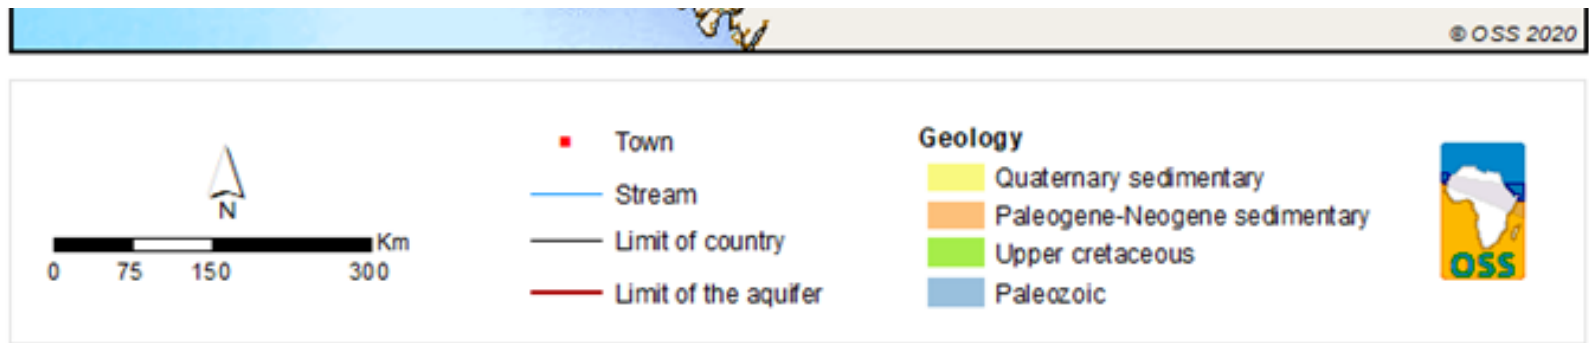 © OSS 2020
N
Km
0 75 150 300
Town
Stream
Limit of country
Limit of the aquifer
Geology
Quaternary sedimentary
Paleogene-Neogene sedimentary
Upper cretaceous
Paleozoic
OSS